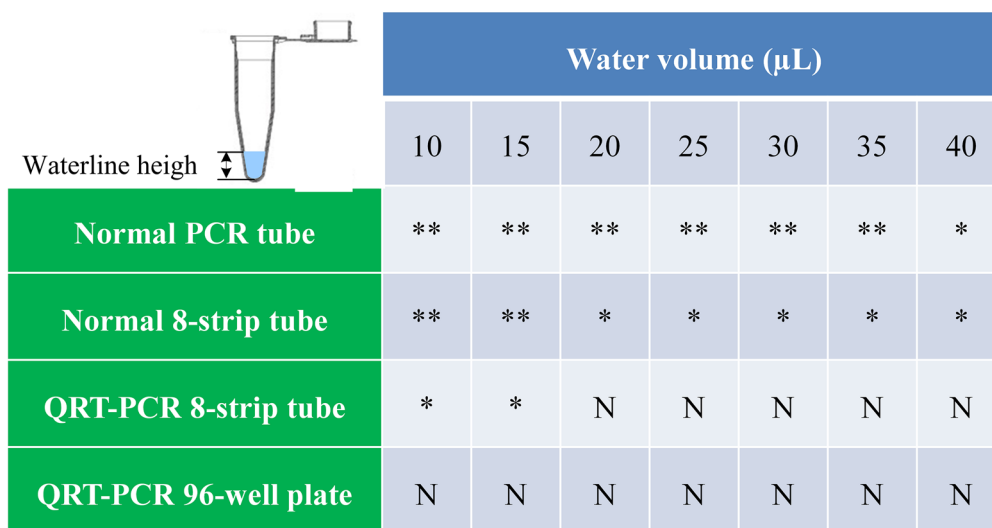 Water volume (µL)
Waterline heigh
10 15 20 25 30 35 40
Normal PCR tube ** ** ** ** ** ** *
Normal 8-strip tube ** ** * * * * *
QRT-PCR 8-strip tube * * N N N N N
QRT-PCR 96-well plate N N N N N N N